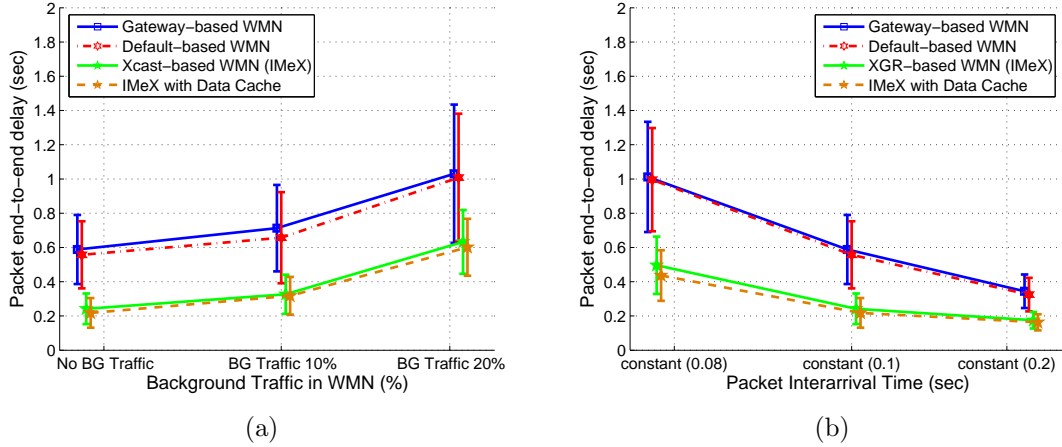 2
1.8
1.6
1.4
1.2
1
0.8
0.6
0.4
0.2
0
Packet end−to−end delay (sec)
Gateway−based WMN
Default−based WMN
Xcast−based WMN (IMeX)
IMeX with Data Cache
No BG Traffic BG Traffic 10% BG Traffic 20%
Background Traffic in WMN (%)
(a)
2
1.8
1.6
1.4
1.2
1
0.8
0.6
0.4
0.2
0
Packet end−to−end delay (sec)
Gateway−based WMN
Default−based WMN
XGR−based WMN (IMeX)
IMeX with Data Cache
constant (0.08) constant (0.1) constant (0.2)
Packet Interarrival Time (sec)
(b)